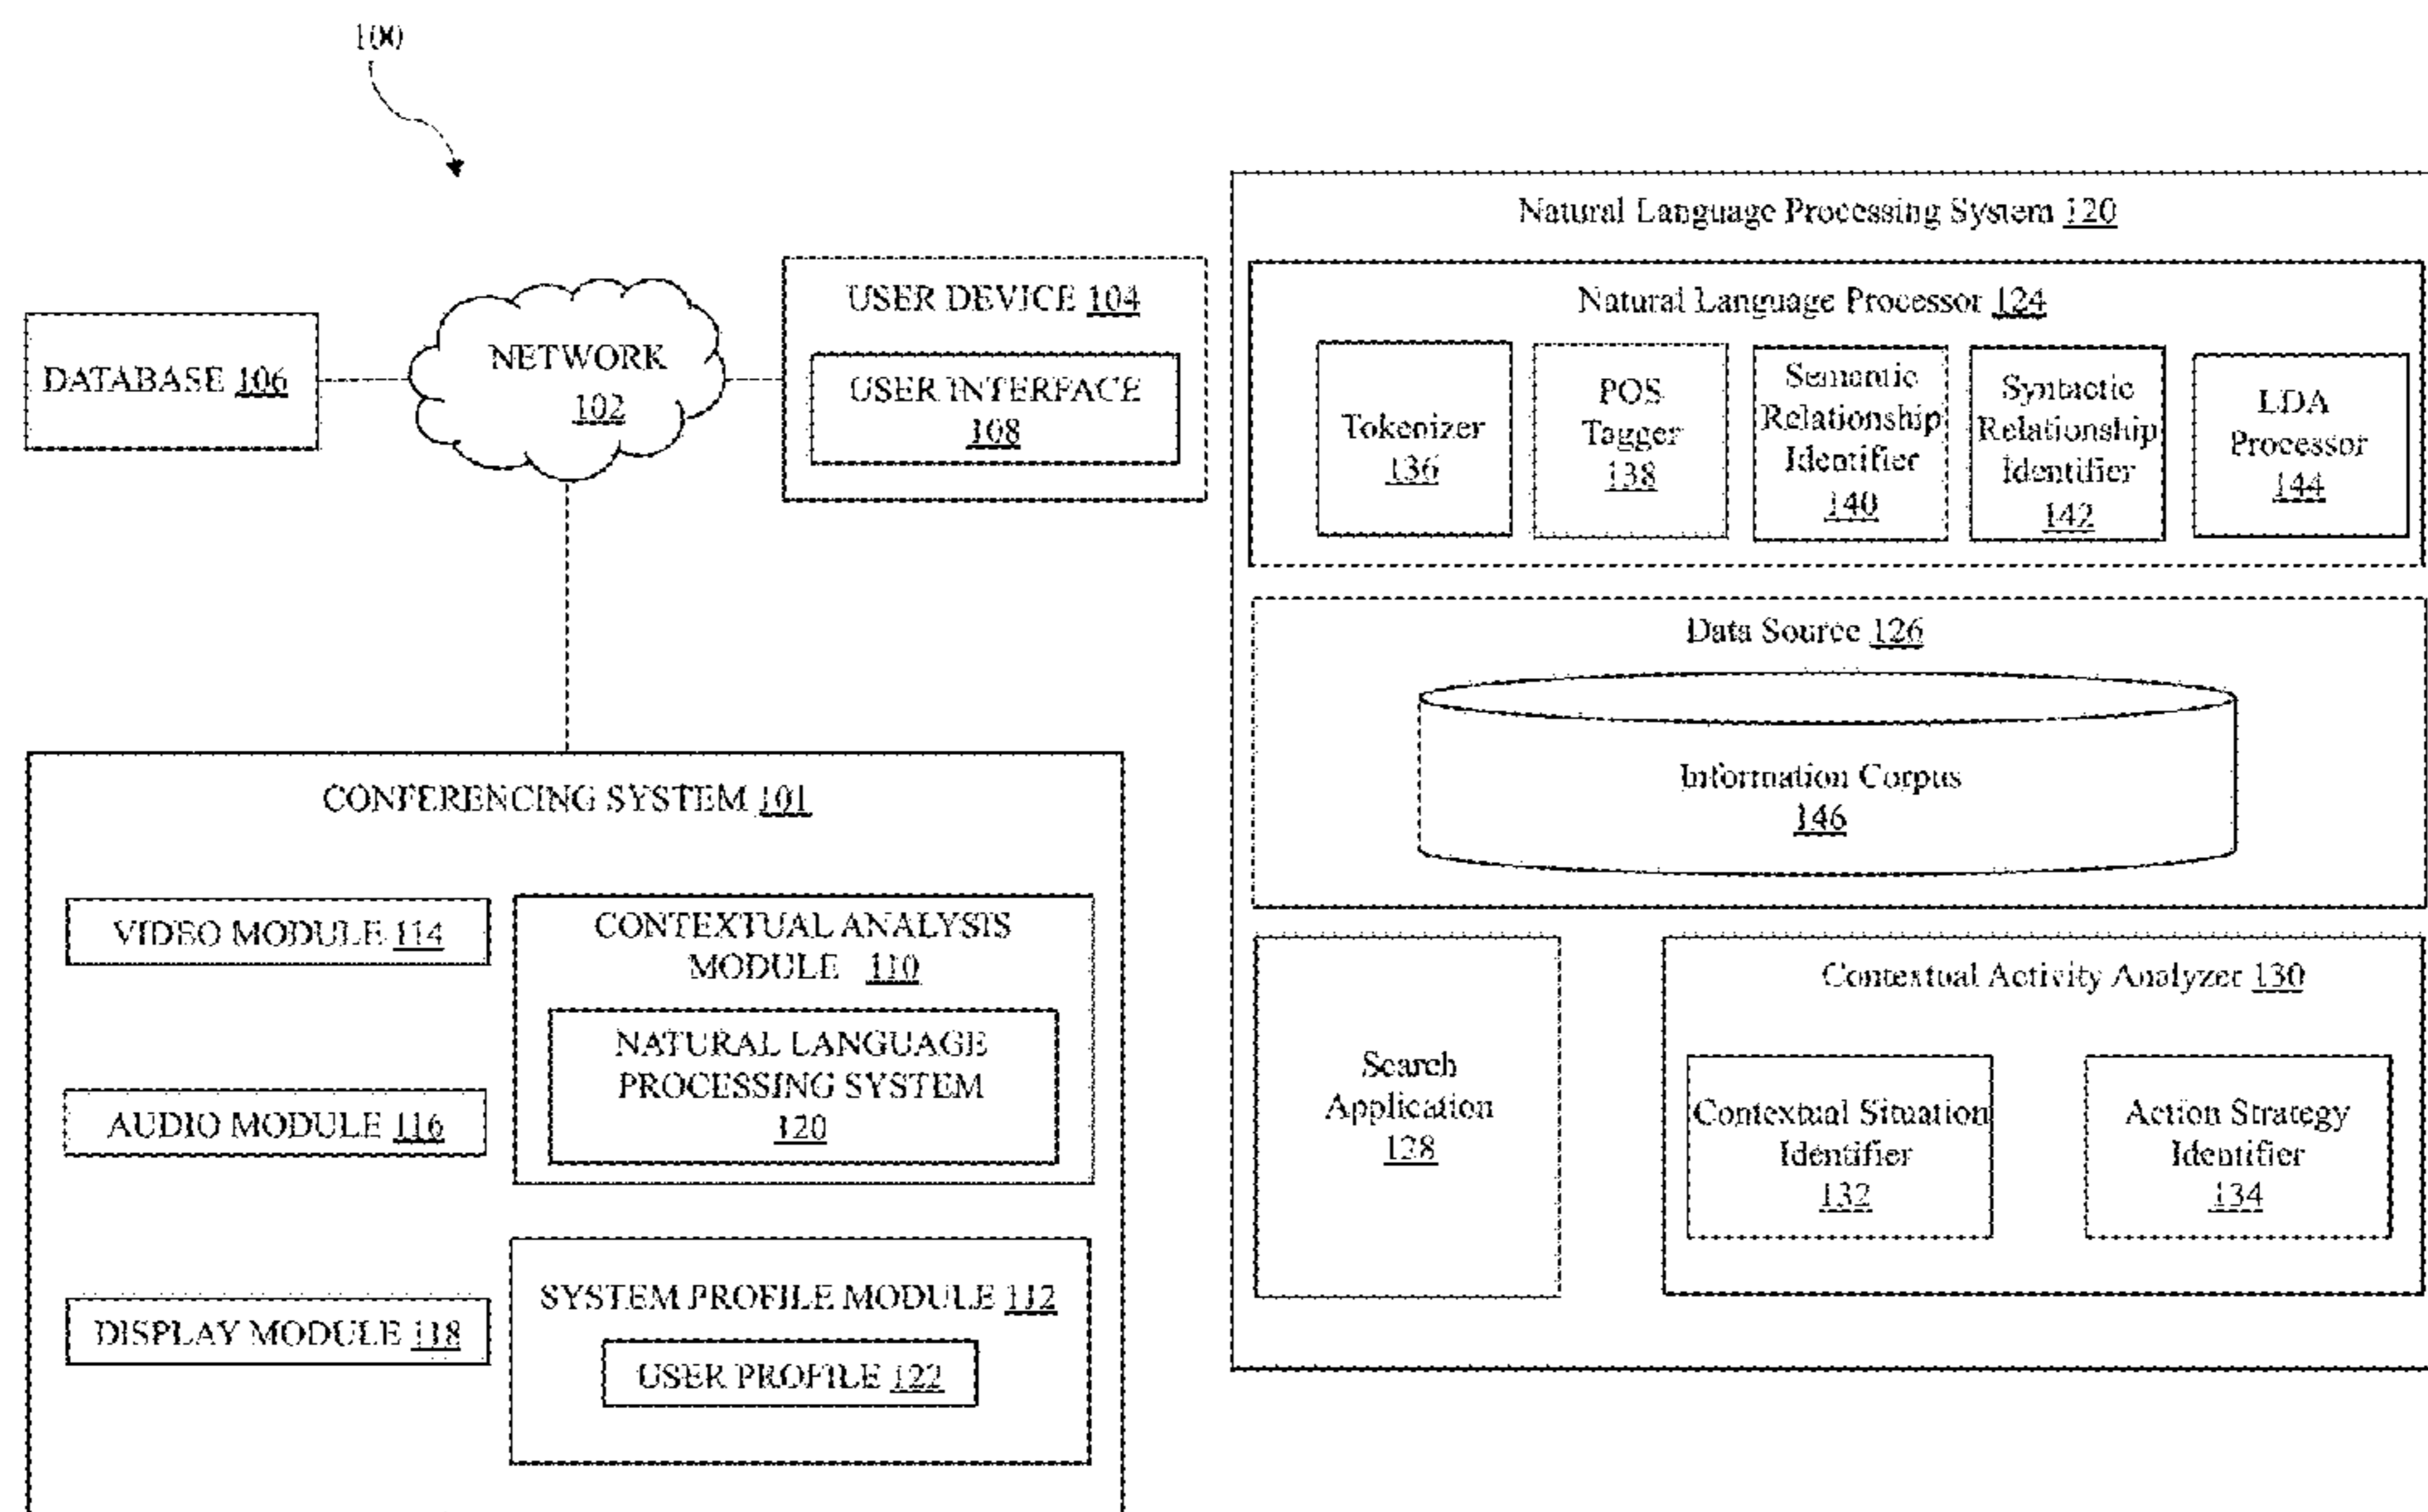 100
DATABASE 106
NETWORK
102
USER DEVICE 104
USER INTERFACE
108
CONFERENCING SYSTEM 101
VIDEO MODULE 114
AUDIO MODULE 116
DISPLAY MODULE 118
CONTEXTUAL ANALYSIS
MODULE 110
NATURAL LANGUAGE
PROCESSING SYSTEM
120
SYSTEM PROFILE MODULE 112
USER PROFILE 122
Natural Language Processing System 120
Natural Language Processor 124
Tokenizer
136
POS
Tagger
138
Semantic
Relationship
Identifier
140
Syntactic
Relationship
Identifier
142
LDA
Processor
144
Data Source 126
Information Corpus
146
Search
Application
128
Contextual Activity Analyzer 130
Contextual Situation
Identifier
132
Action Strategy
Identifier
134